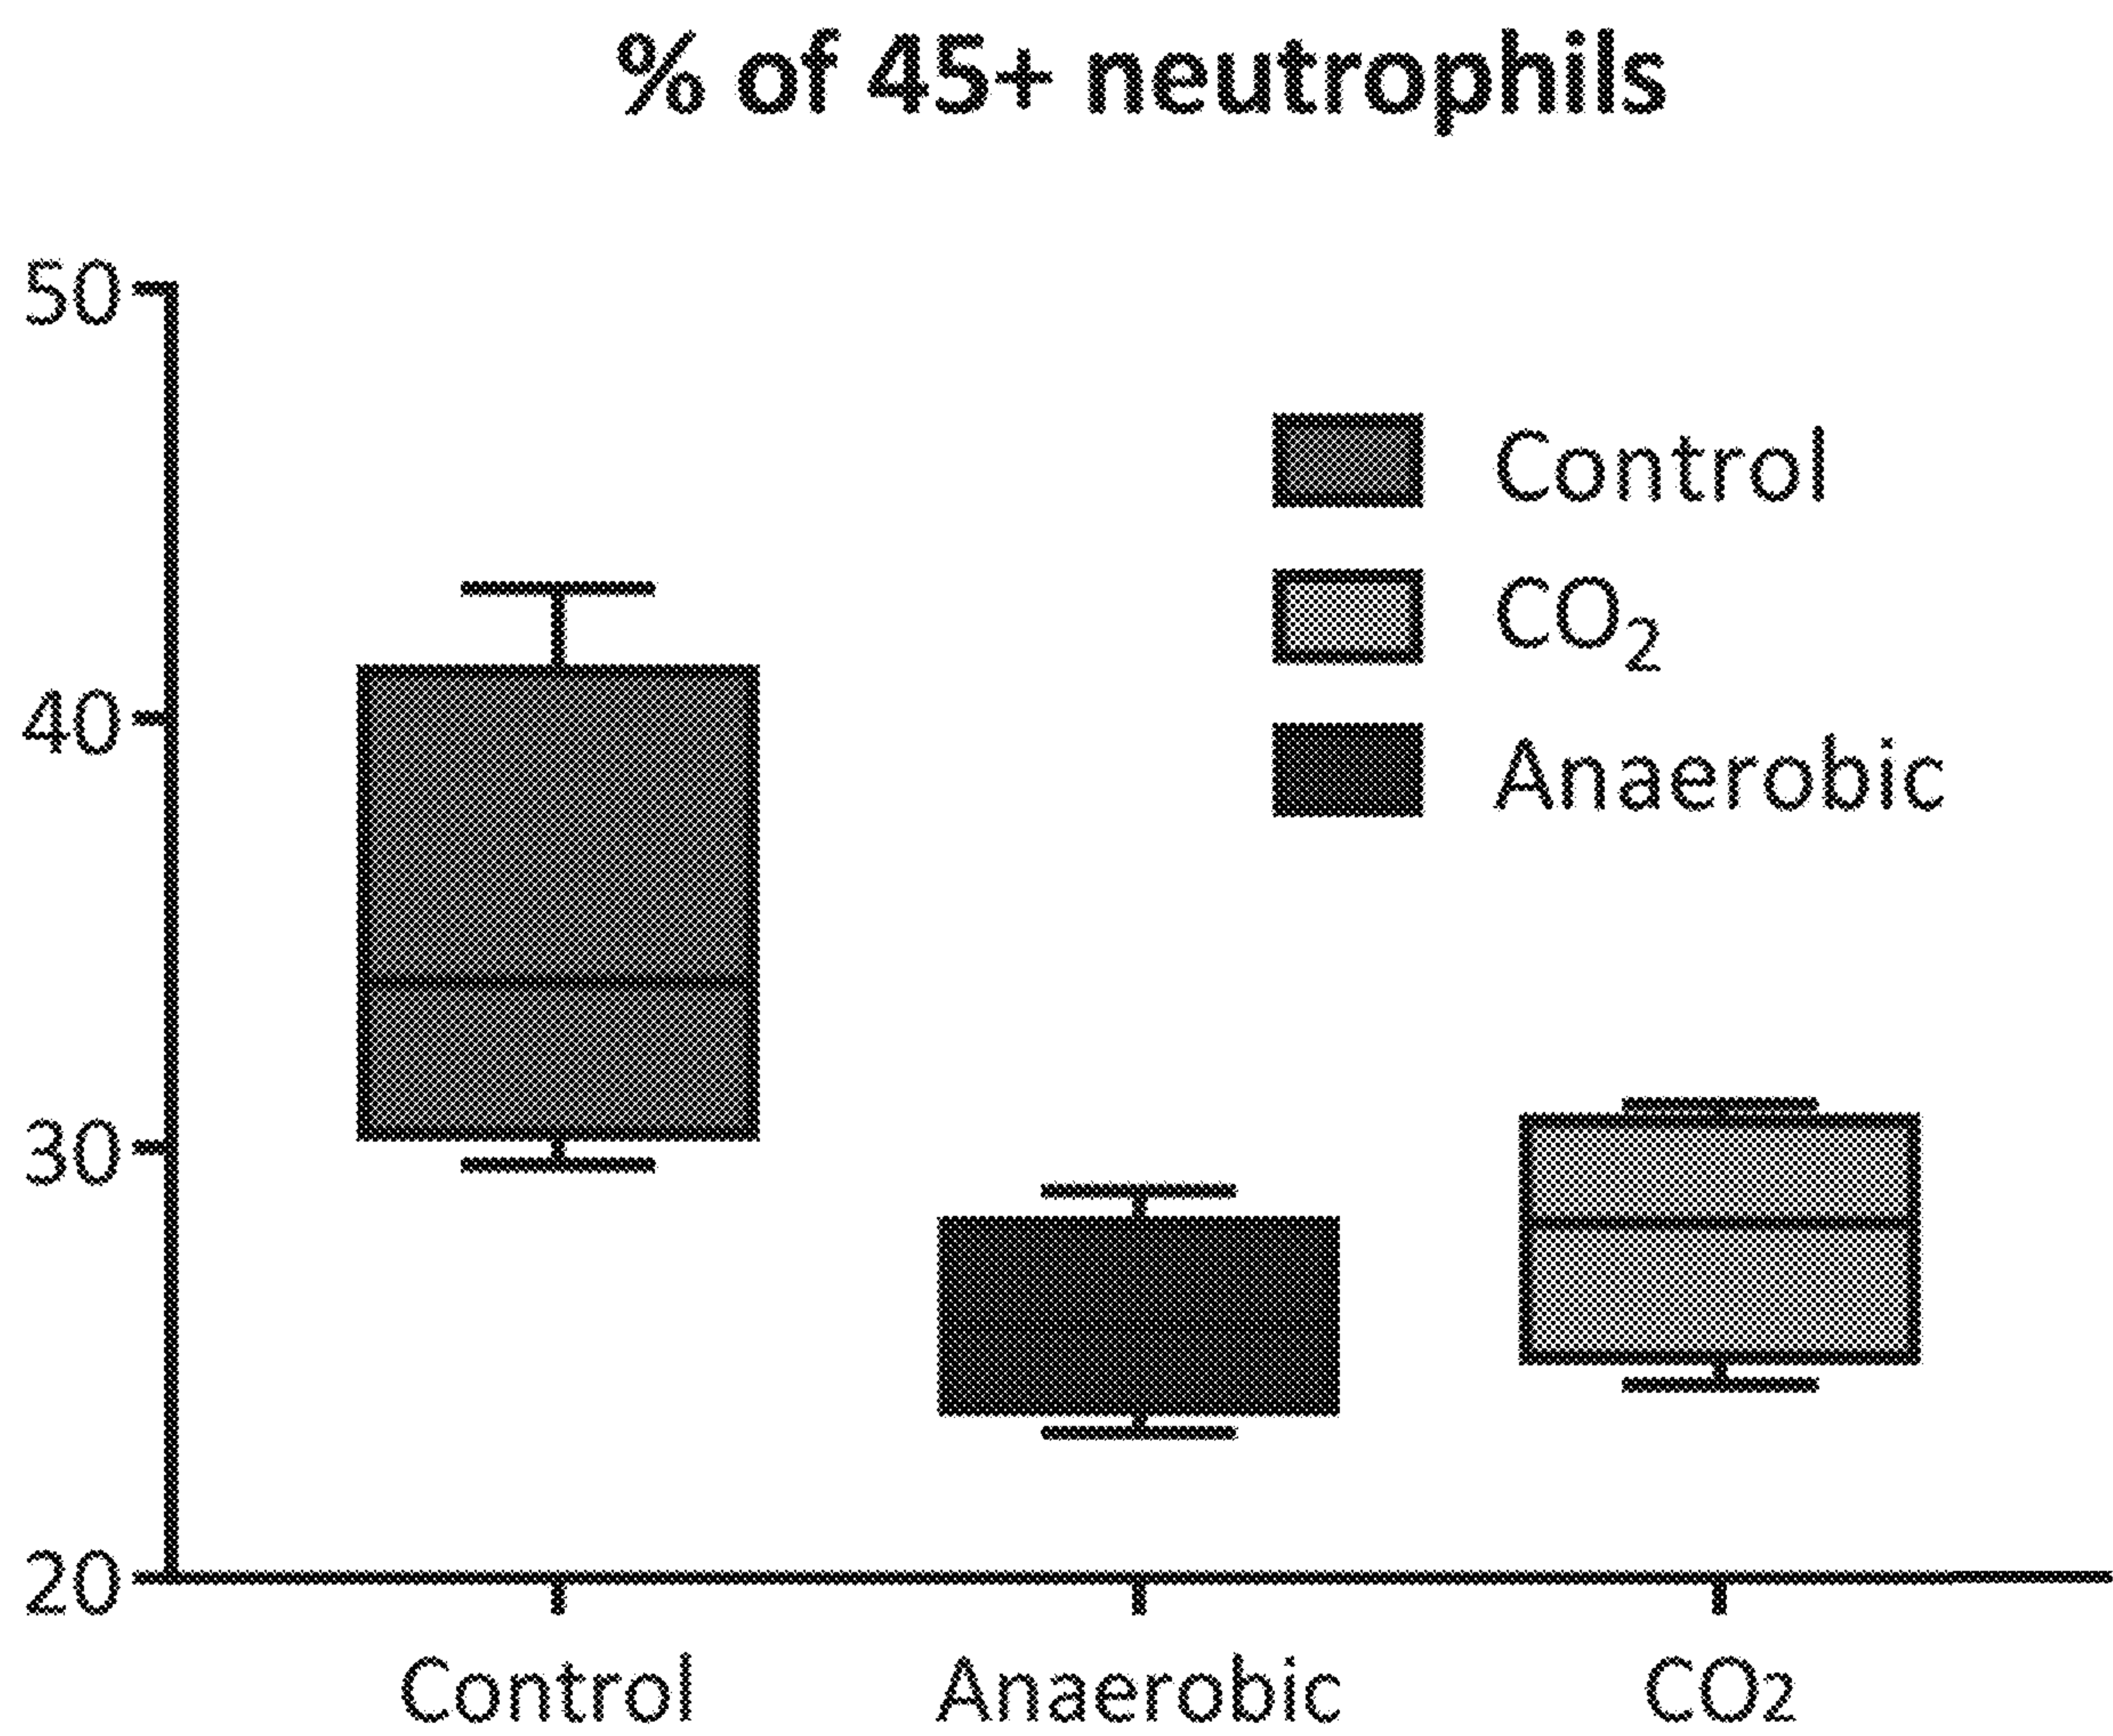 % of 45+ neutrophils
50
40
30
20
Control
CO₂
Anaerobic
Control
Anaerobic
CO2